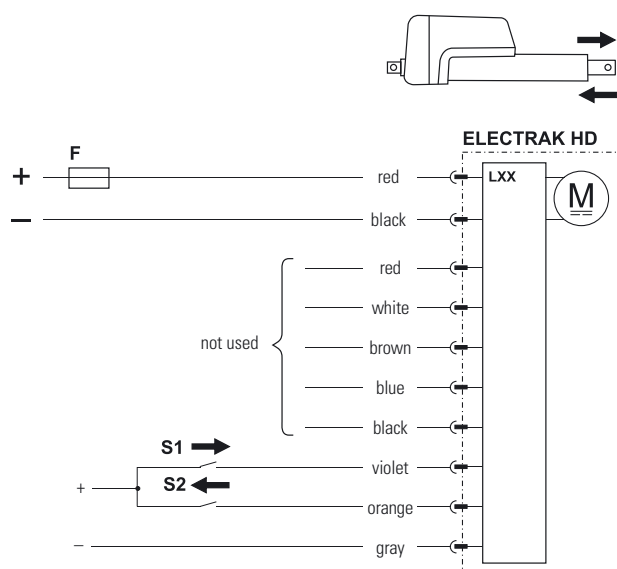 ELECTRAK HD
F
+ red LXX
M
− black
red
white
not used brown
blue
black
S1 violet
+ S2
orange
− gray